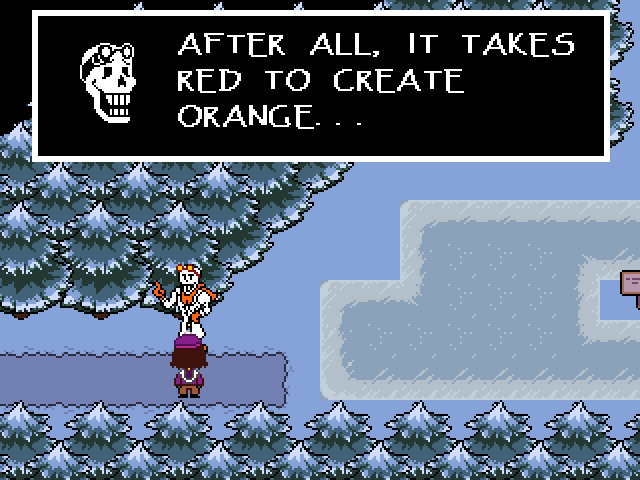 AFTER ALL, IT TAKES
RED TO CREATE
ORANGE...